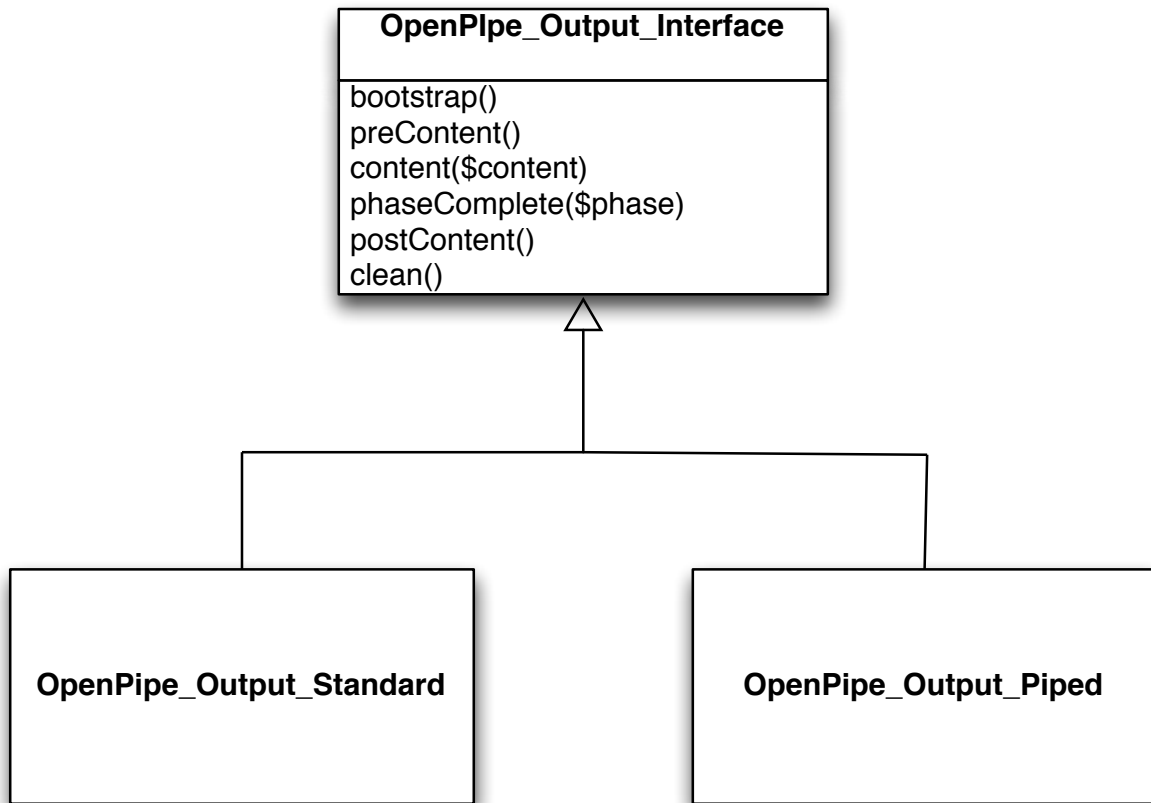 OpenPIpe_Output_Interface
bootstrap()
preContent()
content($content)
phaseComplete($phase)
postContent()
clean()
OpenPipe_Output_Standard
OpenPipe_Output_Piped